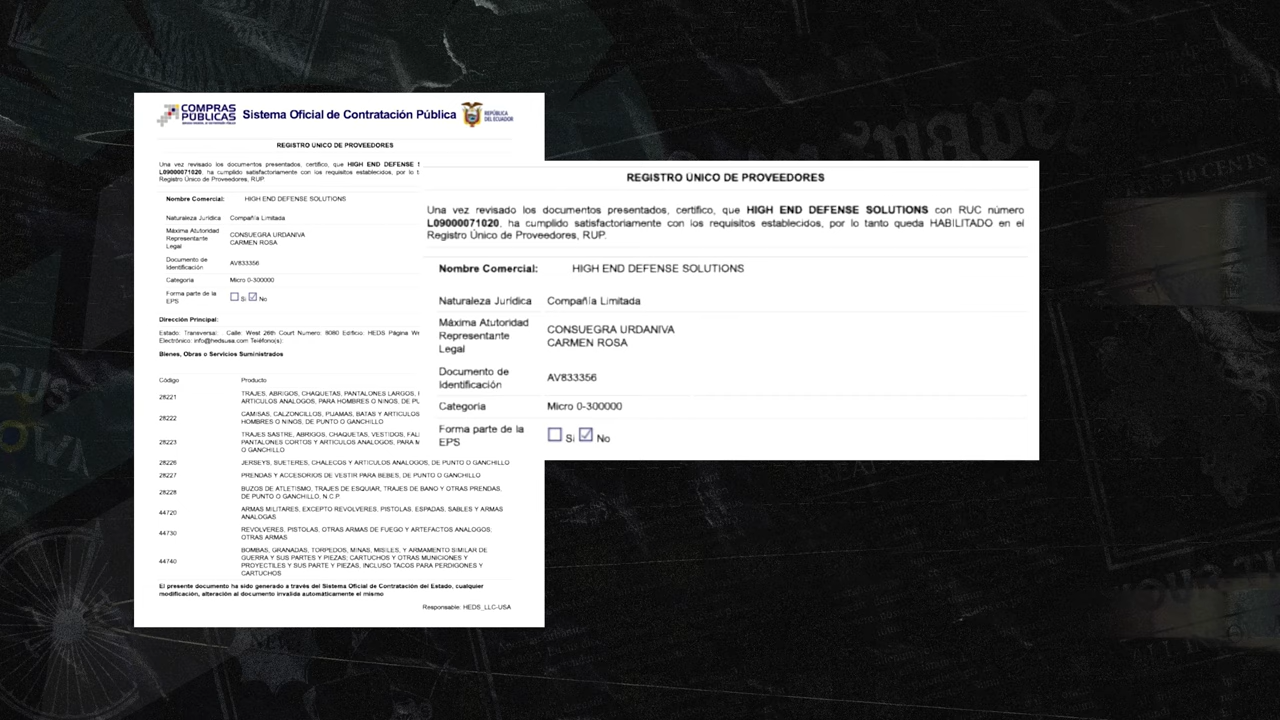 COMPRAS
PÚBLICAS
Sistema Oficial de Contratación Pública
REPÚBLICA
DEL ECUADOR
REGISTRO ÚNICO DE PROVEEDORES
Una vez revisado los documentos presentados, certifico, que HIGH END DEFENSE
L09000071020, ha cumplido satisfactoriamente con los requisitos establecidos, por lo
Registro Único de Proveedores, RUP.
Nombre Comercial: HIGH END DEFENSE SOLUTIONS
Naturaleza Jurídica Compañía Limitada
Máxima Atutoridad
Representante
Legal
CONSUEGRA URDANIVA
CARMEN ROSA
Documento de
Identificación
AV833356
Categoria Micro 0-300000
Forma parte de la
EPS
Si No
Dirección Principal:
Estado: Transversal: Calle: West 26th Court Numero: 8080 Edificio: HEDS Página
Electrónico: info@hedsusa.com Teléfono(s):
Bienes, Obras o Servicios Suministrados
Código Producto
28221 TRAJES, ABRIGOS, CHAQUETAS, PANTALONES LARGOS,
ARTICULOS ANALOGOS, PARA HOMBRES O NINOS, DE
28222 CAMISAS, CALZONCILLOS, PIJAMAS, BATAS Y ARTICULOS
HOMBRES O NINOS, DE PUNTO O GANCHILLO
28223 TRAJES SASTRE, ABRIGOS, CHAQUETAS, VESTIDOS,
PANTALONES CORTOS Y ARTICULOS ANALOGOS, PARA
O GANCHILLO
28226 JERSEYS, SUETERES, CHALECOS Y ARTICULOS ANALOGOS, DE PUNTO O GANCHILLO
28227 PRENDAS Y ACCESORIOS DE VESTIR PARA BEBES, DE PUNTO O GANCHILLO
28228 BUZOS DE ATLETISMO, TRAJES DE ESQUIAR, TRAJES DE BANO Y OTRAS PRENDAS,
DE PUNTO O GANCHILLO, N.C.P.
44720 ARMAS MILITARES, EXCEPTO REVOLVERES, PISTOLAS, ESPADAS, SABLES Y ARMAS
ANALOGAS
44730 REVOLVERES, PISTOLAS, OTRAS ARMAS DE FUEGO Y ARTEFACTOS ANALOGOS;
OTRAS ARMAS
44740 BOMBAS, GRANADAS, TORPEDOS, MINAS, MISILES, Y ARMAMENTO SIMILAR DE
GUERRA Y SUS PARTES Y PIEZAS; CARTUCHOS Y OTRAS MUNICIONES Y
PROYECTILES Y SUS PARTE Y PIEZAS, INCLUSO TACOS PARA PERDIGONES Y
CARTUCHOS
El presente documento ha sido generado a través del Sistema Oficial de Contratación del Estado, cualquier
modificación, alteración al documento invalida automáticamente el mismo
Responsable: HEDS_LLC-USA
REGISTRO ÚNICO DE PROVEEDORES
Una vez revisado los documentos presentados, certifico, que HIGH END DEFENSE SOLUTIONS con RUC número
L09000071020, ha cumplido satisfactoriamente con los requisitos establecidos, por lo tanto queda HABILITADO en el
Registro Único de Proveedores, RUP.
Nombre Comercial: HIGH END DEFENSE SOLUTIONS
Naturaleza Jurídica Compañía Limitada
Máxima Atutoridad
Representante
Legal
CONSUEGRA URDANIVA
CARMEN ROSA
Documento de
Identificación
AV833356
Categoria Micro 0-300000
Forma parte de la
EPS
Si No